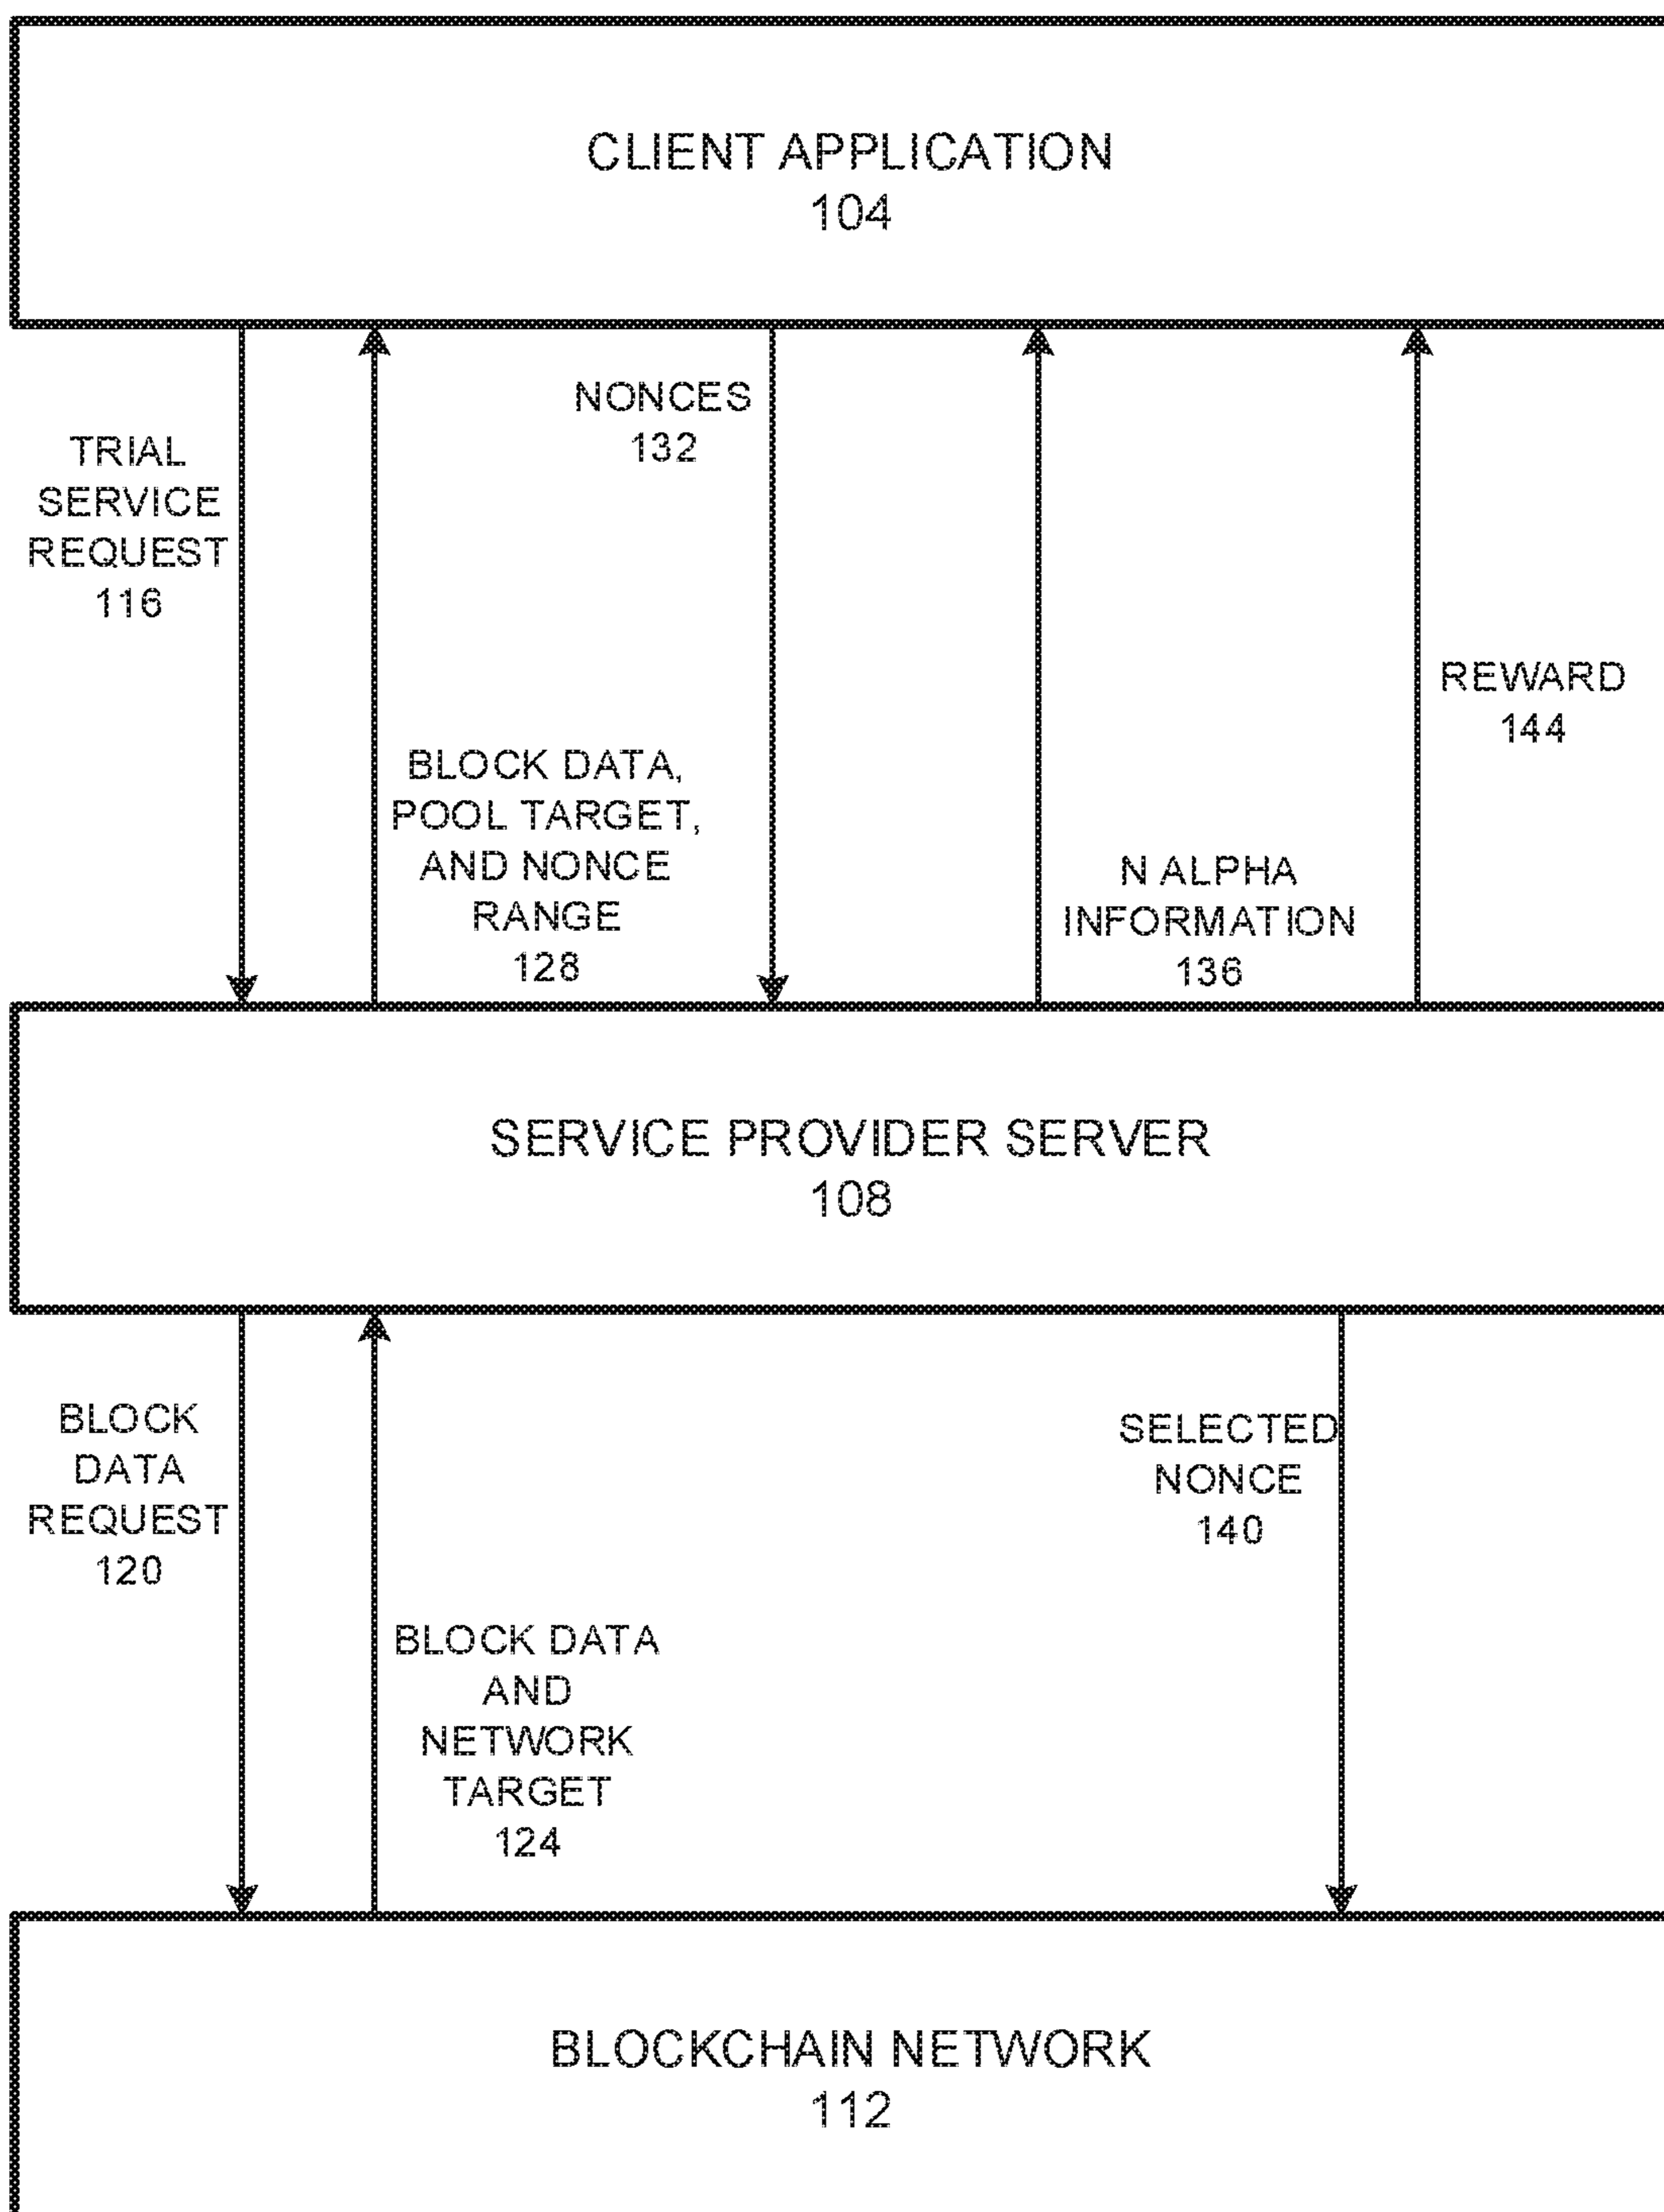 CLIENT APPLICATION
104
TRIAL
SERVICE
REQUEST
116
BLOCK DATA,
POOL TARGET,
AND NONCE
RANGE
128
NONCES
132
N ALPHA
INFORMATION
136
REWARD
144
SERVICE PROVIDER SERVER
108
BLOCK
DATA
REQUEST
120
BLOCK DATA
AND
NETWORK
TARGET
124
SELECTED
NONCE
140
BLOCKCHAIN NETWORK
112